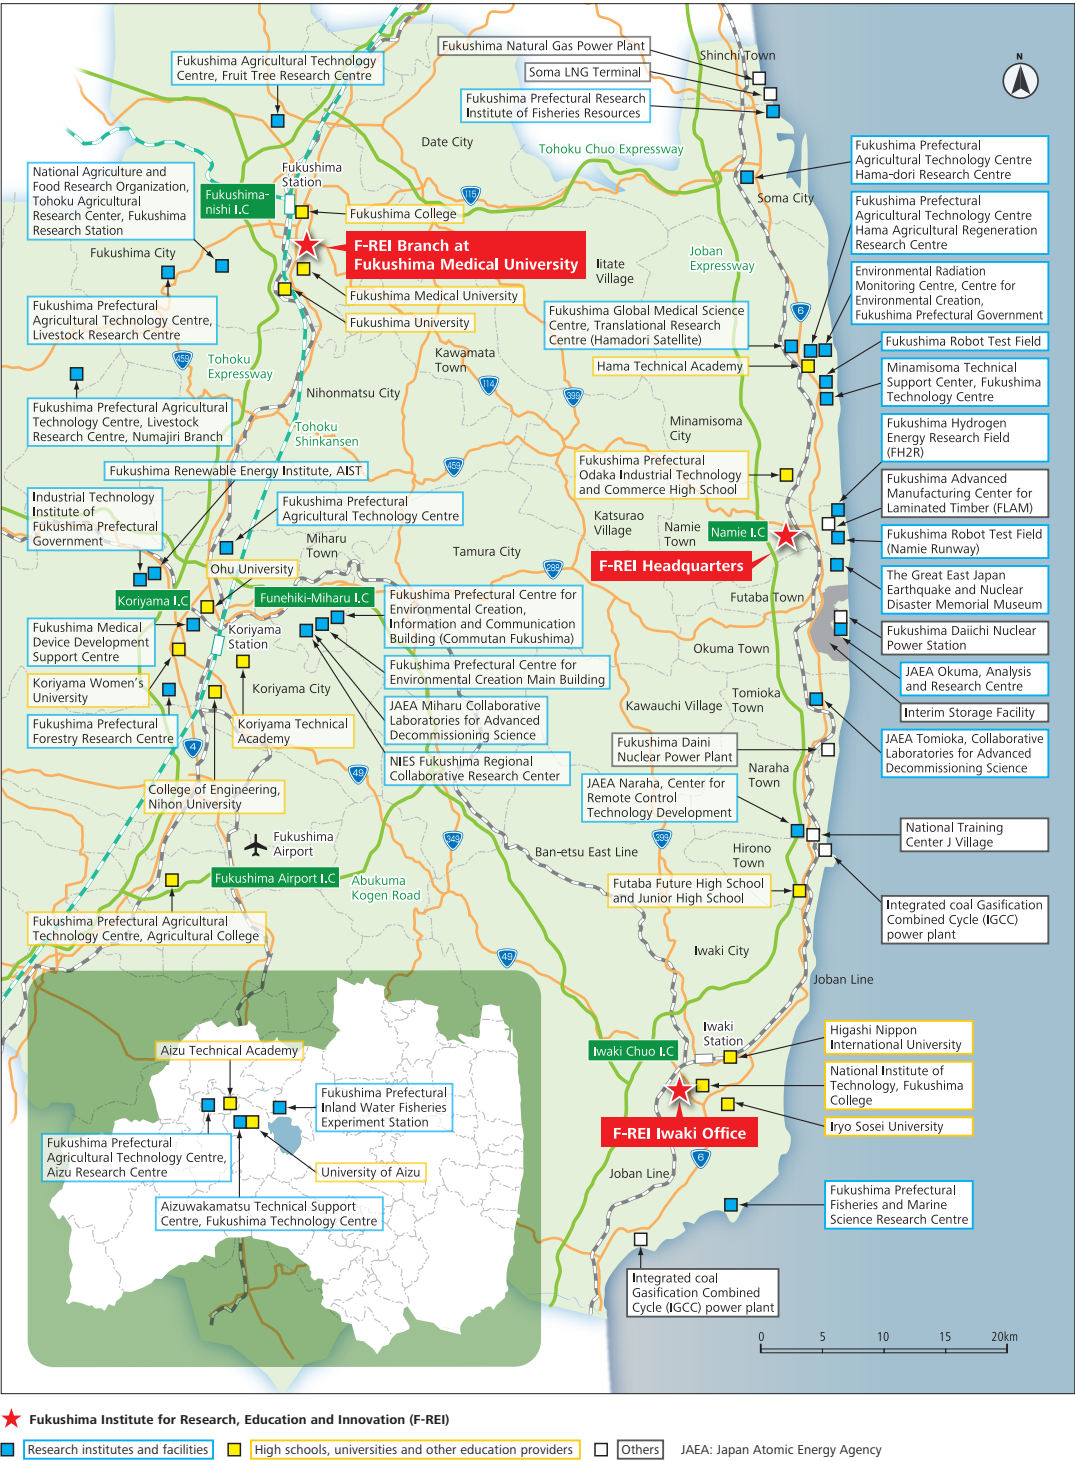 Fukushima Natural Gas Power Plant
Shinchi Town
N
Fukushima Agricultural Technology
Centre, Fruit Tree Research Centre
Soma LNG Terminal
Fukushima Prefectural Research
Institute of Fisheries Resources
Date City
Tohoku Chuo Expressway
Fukushima Prefectural
Agricultural Technology Centre
Hama-dori Research Centre
National Agriculture and
Food Research Organization,
Tohoku Agricultural
Research Center, Fukushima
Research Station
Fukushima
Station
Fukushima-
nishi I.C
115
Fukushima College
Soma City
Fukushima Prefectural
Agricultural Technology Centre
Hama Agricultural Regeneration
Research Centre
F-REI Branch at
Fukushima Medical University
Fukushima City
Iitate
Village
Joban
Expressway
Environmental Radiation
Monitoring Centre, Centre for
Environmental Creation,
Fukushima Prefectural Government
Fukushima Medical University
Fukushima Prefectural
Agricultural Technology Centre,
Livestock Research Centre
Fukushima University
Fukushima Global Medical Science
Centre, Translational Research
Centre (Hamadori Satellite)
6
Fukushima Robot Test Field
459
Tohoku
Expressway
Kawamata
Town
Hama Technical Academy
Minamisoma Technical
Support Center, Fukushima
Technology Centre
114
399
Nihonmatsu City
Fukushima Prefectural Agricultural
Technology Centre, Livestock
Research Centre, Numajiri Branch
Tohoku
Shinkansen
Minamisoma
City
Fukushima Hydrogen
Energy Research Field
(FH2R)
Fukushima Renewable Energy Institute, AIST
459
Fukushima Prefectural
Odaka Industrial Technology
and Commerce High School
Fukushima Advanced
Manufacturing Center for
Laminated Timber (FLAM)
Industrial Technology
Institute of
Fukushima Prefectural
Government
Fukushima Prefectural
Agricultural Technology Centre
Katsurao
Village
Namie
Town
Namie I.C
Fukushima Robot Test Field
(Namie Runway)
Miharu
Town
Tamura City
F-REI Headquarters
Ohu University
288
The Great East Japan
Earthquake and Nuclear
Disaster Memorial Museum
Koriyama I.C
Funehiki-Miharu I.C
Fukushima Prefectural Centre for
Environmental Creation,
Information and Communication
Building (Commutan Fukushima)
Futaba Town
Fukushima Medical
Device Development
Support Centre
Koriyama
Station
Fukushima Daiichi Nuclear
Power Station
Okuma Town
Fukushima Prefectural Centre for
Environmental Creation Main Building
JAEA Okuma, Analysis
and Research Centre
Koriyama Women's
University
Koriyama City
Tomioka
Town
Kawauchi Village
JAEA Miharu Collaborative
Laboratories for Advanced
Decommissioning Science
Interim Storage Facility
Fukushima Prefectural
Forestry Research Centre
Koriyama Technical
Academy
4
JAEA Tomioka, Collaborative
Laboratories for Advanced
Decommissioning Science
Fukushima Daini
Nuclear Power Plant
NIES Fukushima Regional
Collaborative Research Center
49
Naraha
Town
JAEA Naraha, Center for
Remote Control
Technology Development
College of Engineering,
Nihon University
Fukushima
Airport
349
399
National Training
Center J Village
Ban-etsu East Line
Hirono
Town
Fukushima Airport I.C
Abukuma
Kogen Road
Futaba Future High School
and Junior High School
Integrated coal Gasification
Combined Cycle (IGCC)
power plant
Fukushima Prefectural Agricultural
Technology Centre, Agricultural College
Iwaki City
49
Joban Line
Iwaki
Station
Higashi Nippon
International University
Iwaki Chuo I.C
Aizu Technical Academy
National Institute of
Technology, Fukushima
College
Fukushima Prefectural
Inland Water Fisheries
Experiment Station
Iryo Sosei University
F-REI Iwaki Office
Fukushima Prefectural
Agricultural Technology Centre,
Aizu Research Centre
6
University of Aizu
Joban Line
Fukushima Prefectural
Fisheries and Marine
Science Research Centre
Aizuwakamatsu Technical Support
Centre, Fukushima Technology Centre
Integrated coal
Gasification Combined
Cycle (IGCC) power plant
0 5 10 15 20km
Fukushima Institute for Research, Education and Innovation (F-REI)
Research institutes and facilities High schools, universities and other education providers Others JAEA: Japan Atomic Energy Agency